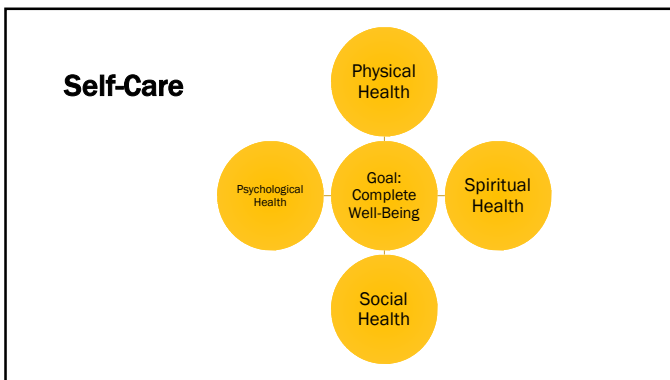 Self-Care
Physical
Health
Psychological
Health
Goal:
Complete
Well-Being
Spiritual
Health
Social
Health